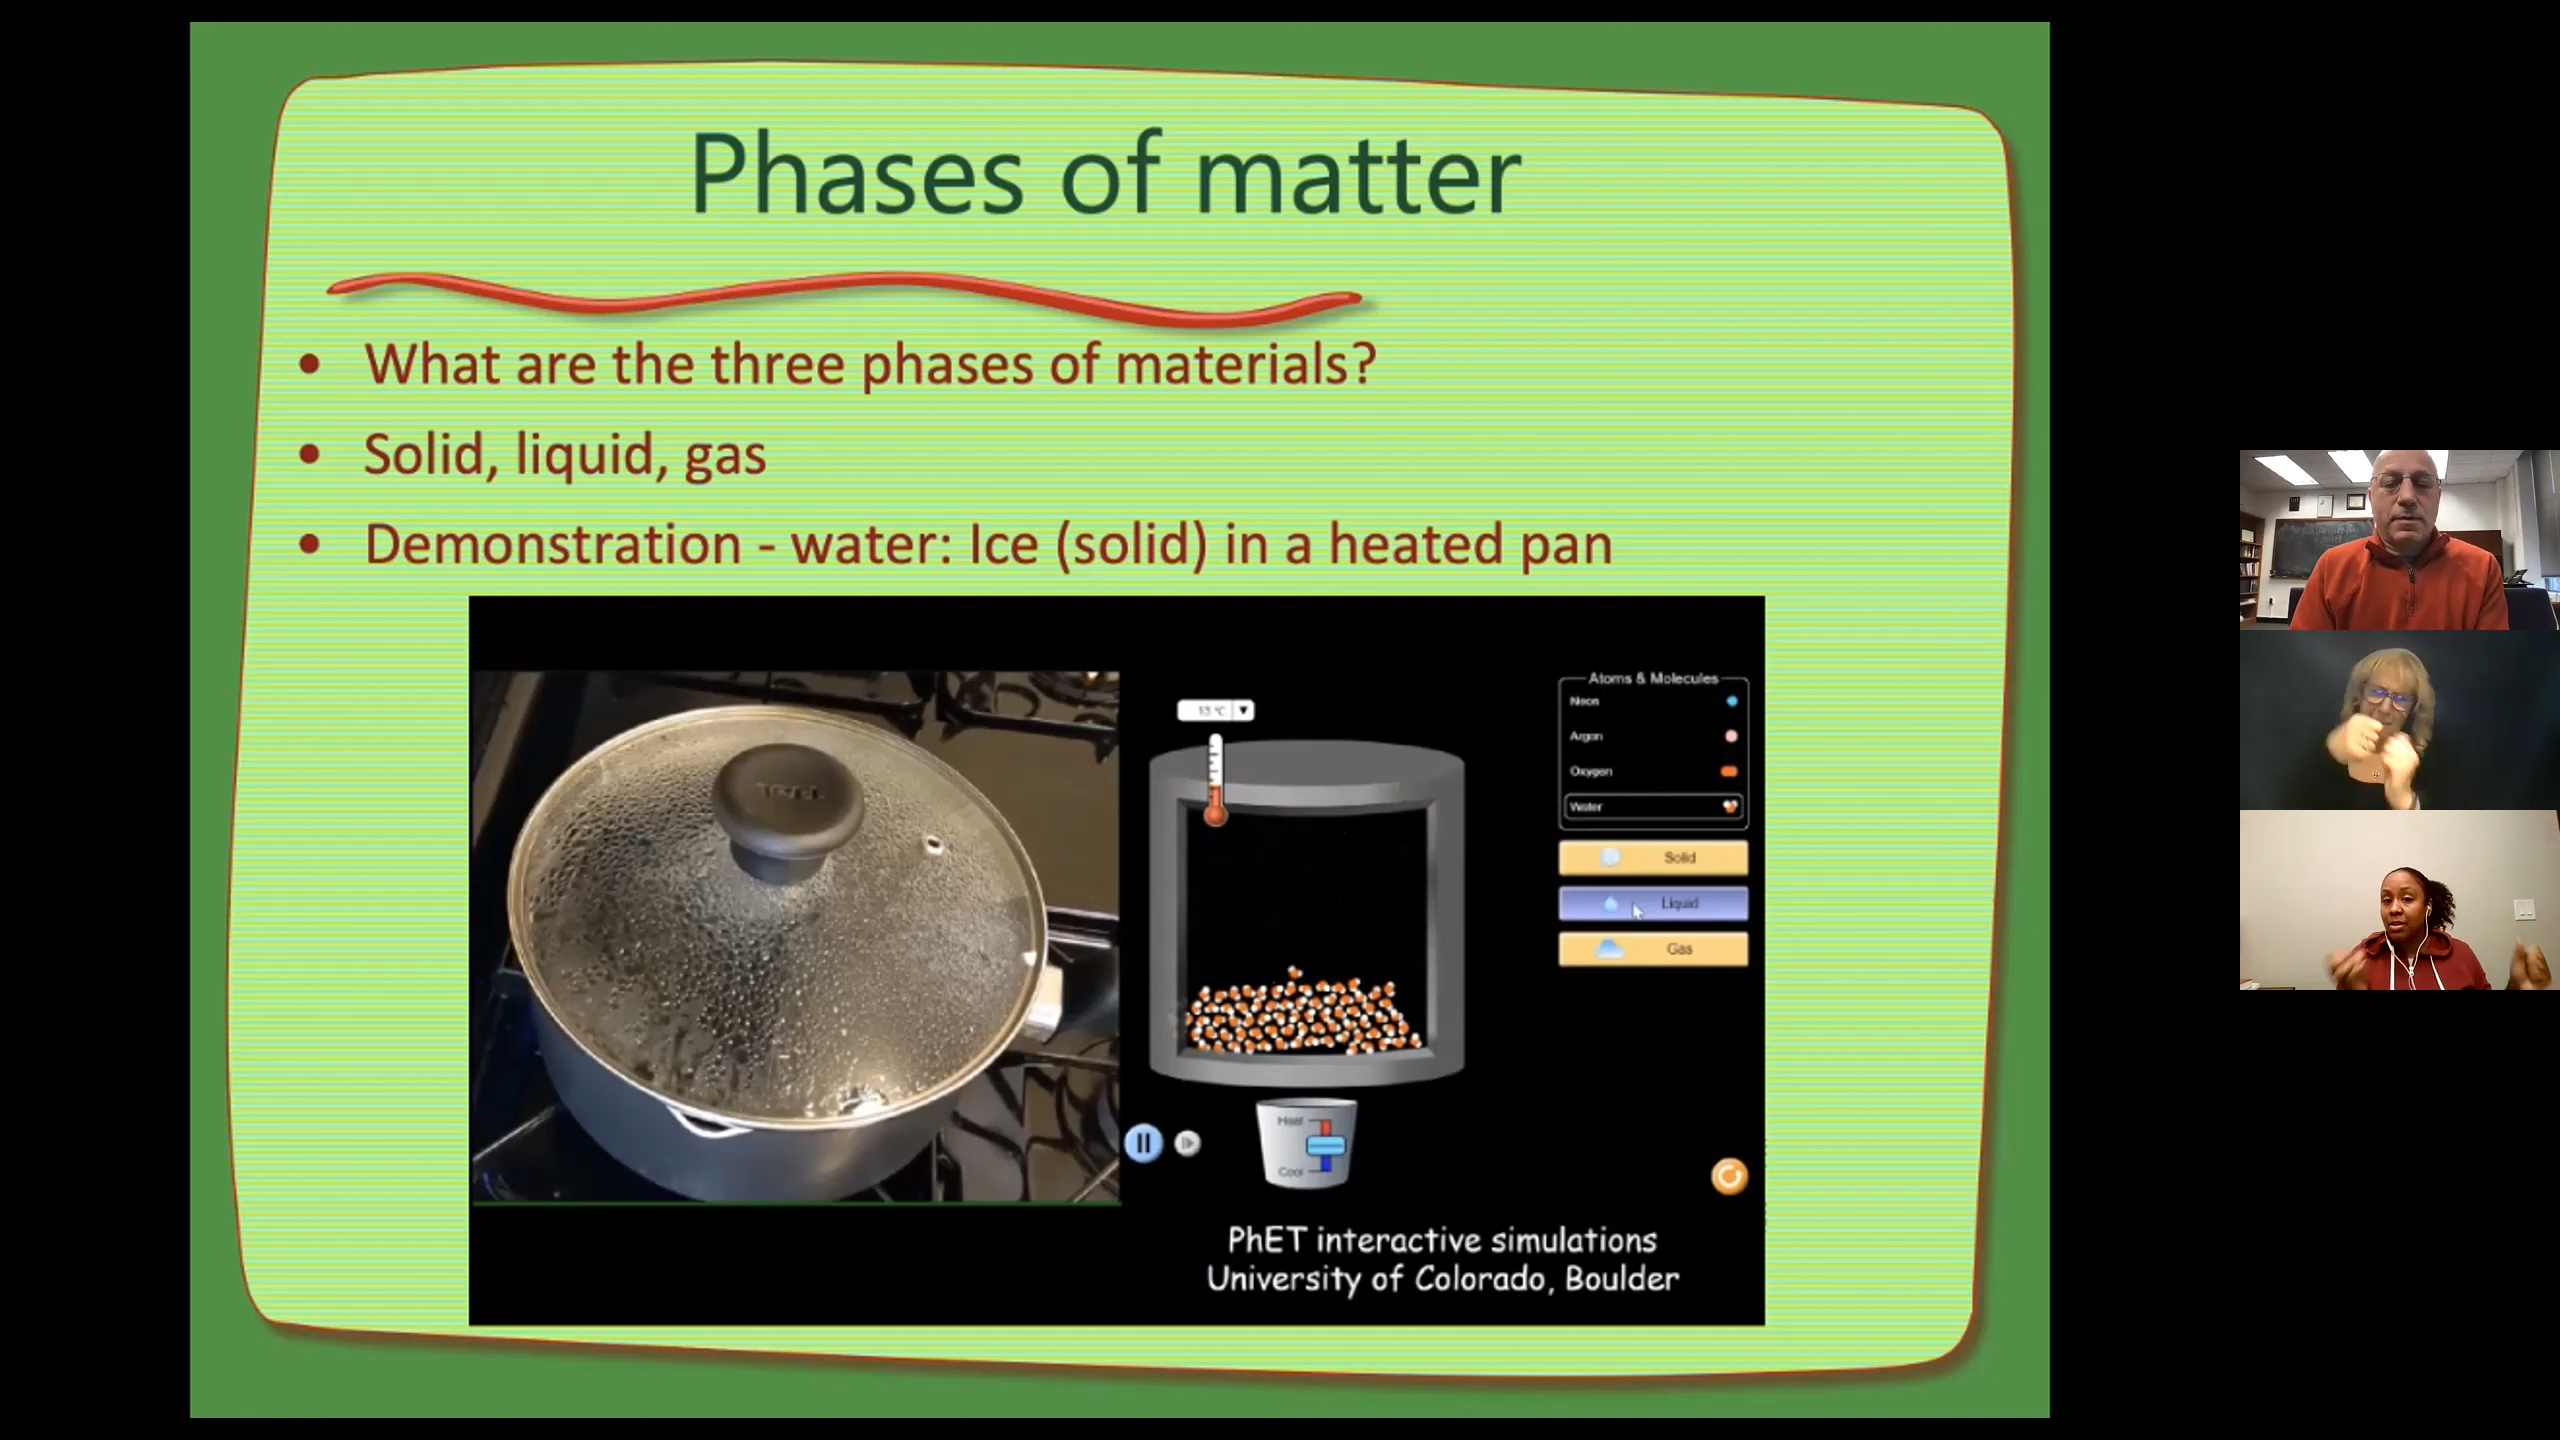 Phases of matter
• What are the three phases of materials?
• Solid, liquid, gas
• Demonstration - water: Ice (solid) in a heated pan
13 °C
Atoms & Molecules
Neon
Argon
Oxygen
Water
Solid
Liquid
Gas
Heat
Cool
PhET interactive simulations
University of Colorado, Boulder